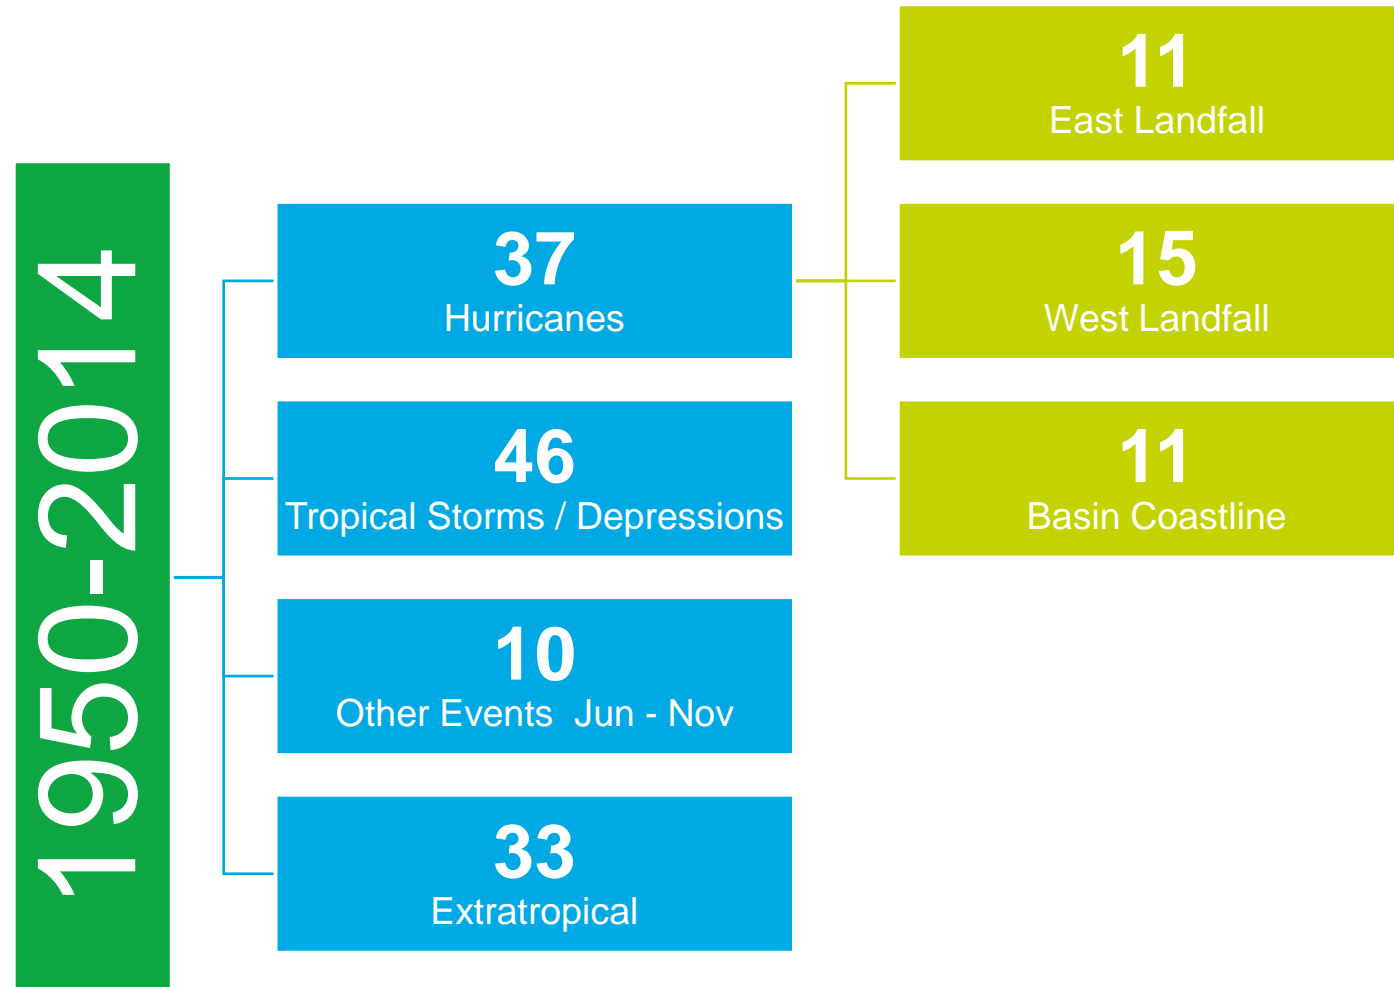 1950-2014
37
Hurricanes
46
Tropical Storms / Depressions
10
Other Events  Jun - Nov
33
Extratropical
11
East Landfall
15
West Landfall
11
Basin Coastline